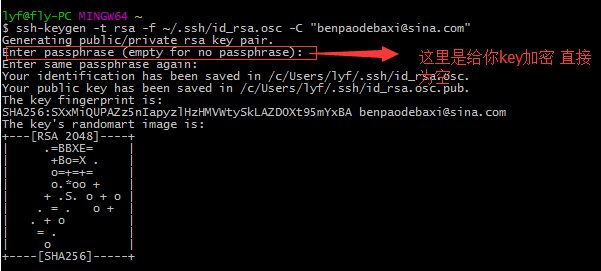 lyf@fly-PC MINGW64 ~
$ ssh-keygen -t rsa -f ~/.ssh/id_rsa.osc -C "benpaodebaxi@sina.com"
Generating public/private rsa key pair.
Enter passphrase (empty for no passphrase):
这里是给你key加密 直接
为空
Enter same passphrase again:
Your identification has been saved in /c/Users/lyf/.ssh/id_rsa.osc.
Your public key has been saved in /c/Users/lyf/.ssh/id_rsa.osc.pub.
The key fingerprint is:
SHA256:SXxMiQUPAZz5nIapyzlHzHMVWtySkLAZDOXt95mYxBA benpaodebaxi@sina.com
The key's randomart image is:
+---[RSA 2048]----+
|     .=BBXE=     |
|     +Bo=X .     |
|     o=+=+=      |
|     o.*oo +     |
|    + .S. o + o  |
|   . = .   o +   |
|  . + o          |
|   = .           |
|    o            |
+----[SHA256]-----+